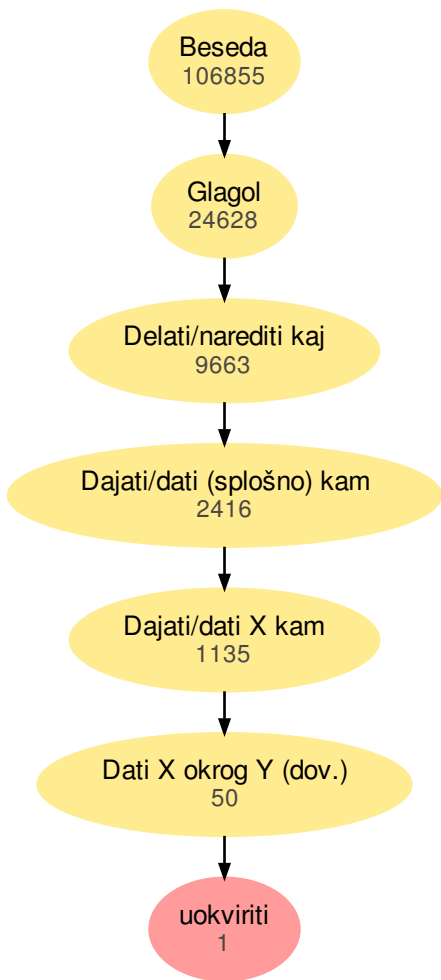 Beseda
106855
Glagol
24628
Delati/narediti kaj
9663
Dajati/dati (splošno) kam
2416
Dajati/dati X kam
1135
Dati X okrog Y (dov.)
50
uokviriti
1